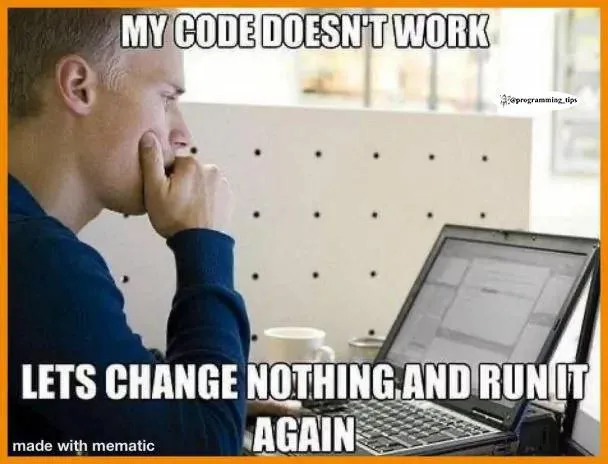 MY CODE DOESN'T WORK
@programming_tips
LETS CHANGE NOTHING AND RUN IT
AGAIN
made with mematic